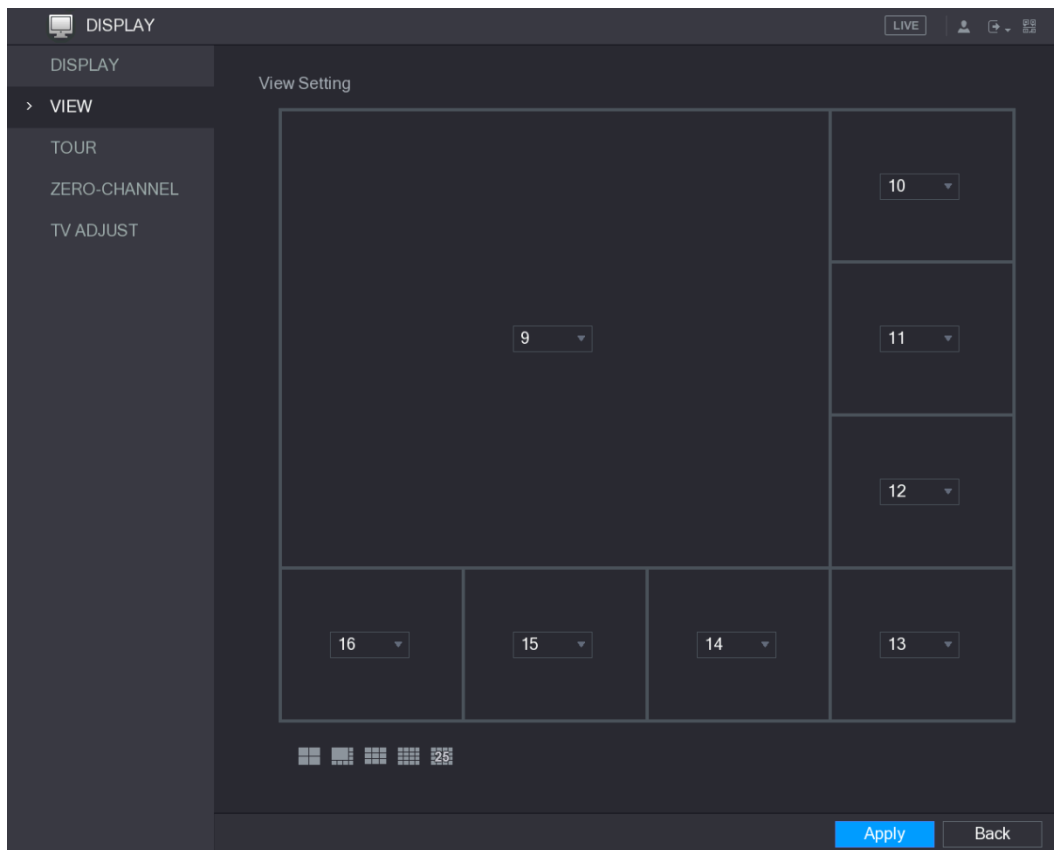 DISPLAY
LIVE
DISPLAY
VIEW
TOUR
ZERO-CHANNEL
TV ADJUST
View Setting
10
9
11
12
16
15
14
13
25
Apply
Back